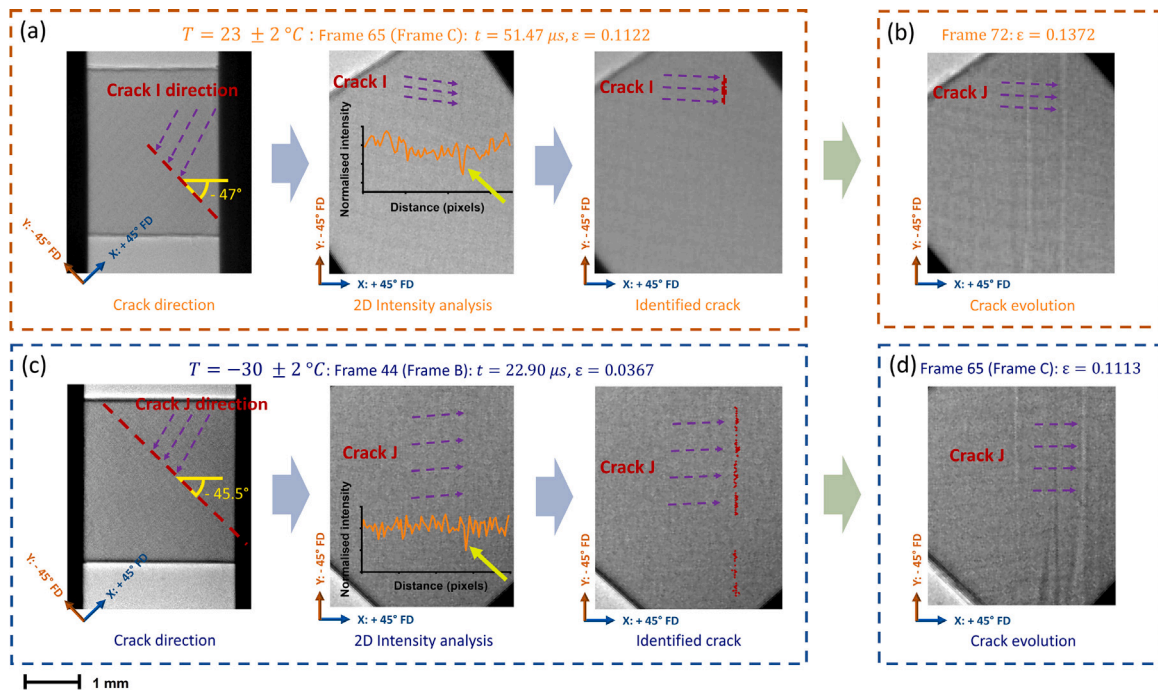 (a)
T = 23 ± 2 °C : Frame 65 (Frame C): t = 51.47 μs, ε = 0.1122
Crack I direction
- 47°
Y: - 45° FD
X: + 45° FD
Crack direction
Crack I
Normalised intensity
Distance (pixels)
Y: - 45° FD
X: + 45° FD
2D Intensity analysis
Crack I
Y: - 45° FD
X: + 45° FD
Identified crack
(b)
Frame 72: ε = 0.1372
Crack J
Y: - 45° FD
X: + 45° FD
Crack evolution
(c)
T = −30 ± 2 °C: Frame 44 (Frame B): t = 22.90 μs, ε = 0.0367
Crack J direction
- 45.5°
Y: - 45° FD
X: + 45° FD
Crack direction
Crack J
Normalised intensity
Distance (pixels)
Y: - 45° FD
X: + 45° FD
2D Intensity analysis
Crack J
Y: - 45° FD
X: + 45° FD
Identified crack
(d)
Frame 65 (Frame C): ε = 0.1113
Crack J
Y: - 45° FD
X: + 45° FD
Crack evolution
1 mm